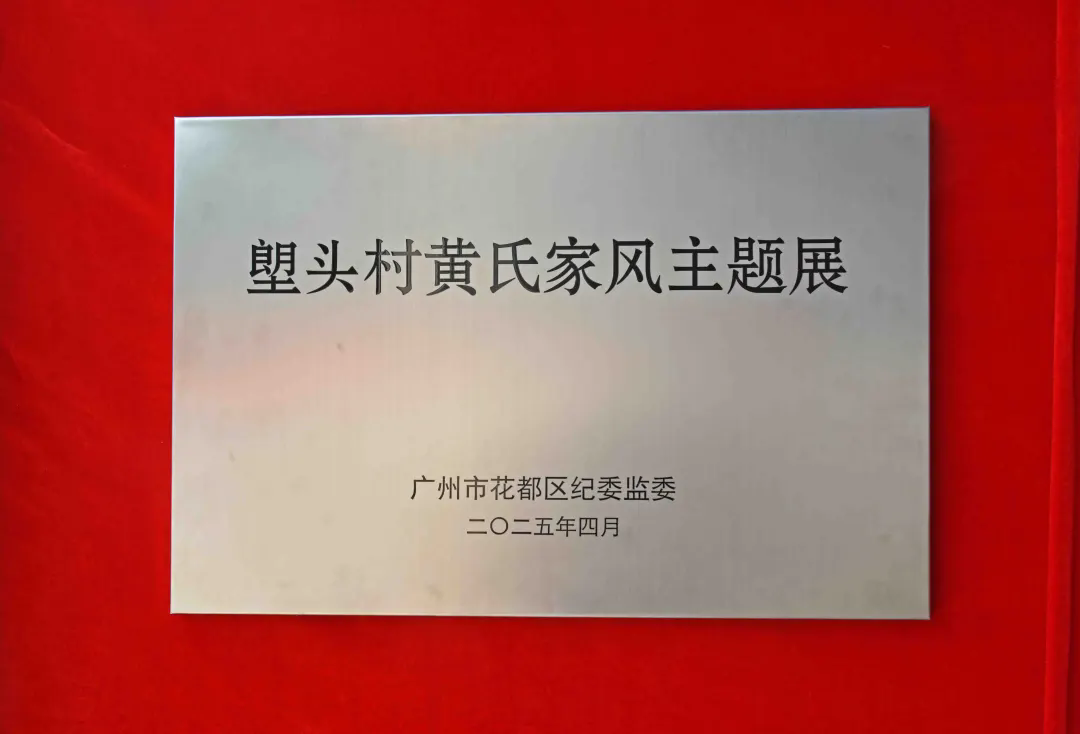 塱头村黄氏家风主题展
广州市花都区纪委监委
二〇二五年四月